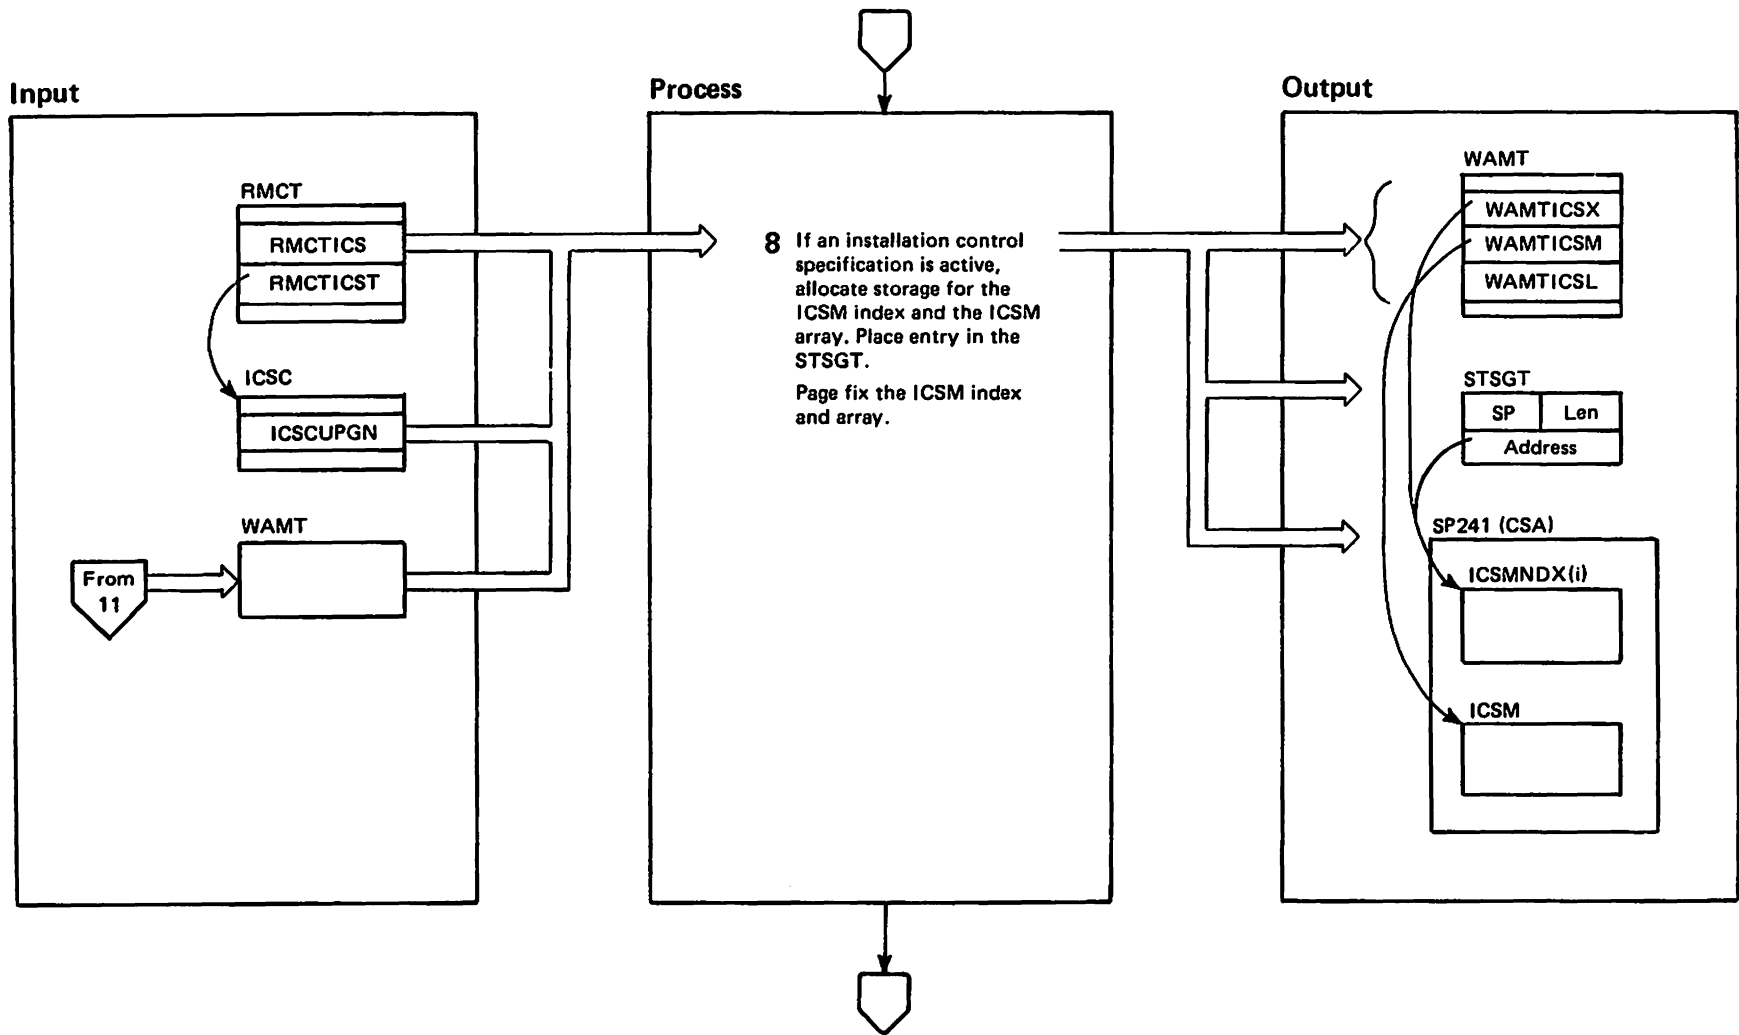 Input
RMCT
RMCTICS
RMCTICST
ICSC
ICSCUPGN
WAMT
From
11
Process
8 If an installation control
specification is active,
allocate storage for the
ICSM index and the ICSM
array. Place entry in the
STSGT.
Page fix the ICSM index
and array.
Output
WAMT
WAMTICSX
WAMTICSM
WAMTICSL
STSGT
SP Len
Address
SP241 (CSA)
ICSMNDX(i)
ICSM